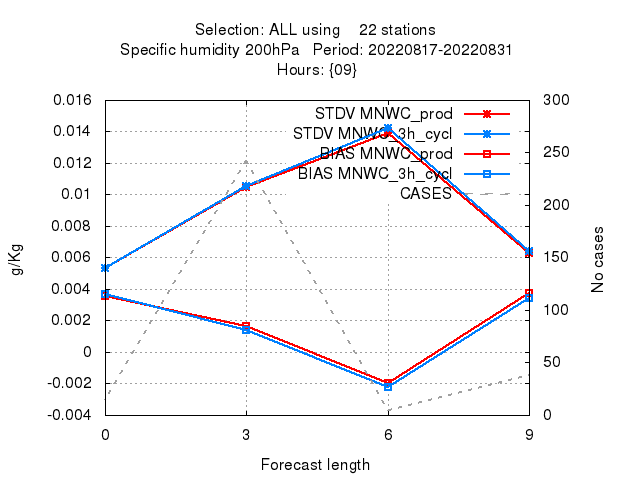 Selection: ALL using 22 stations
Specific humidity 200hPa Period: 20220817-20220831
Hours: {09}
0.016
0.014
0.012
0.01
0.008
0.006
0.004
0.002
0
-0.002
-0.004
g/Kg
STDV MNWC_prod
STDV MNWC_3h_cycl
BIAS MNWC_prod
BIAS MNWC_3h_cycl
CASES
300
250
200
150
100
50
0
No cases
0 3 6 9
Forecast length